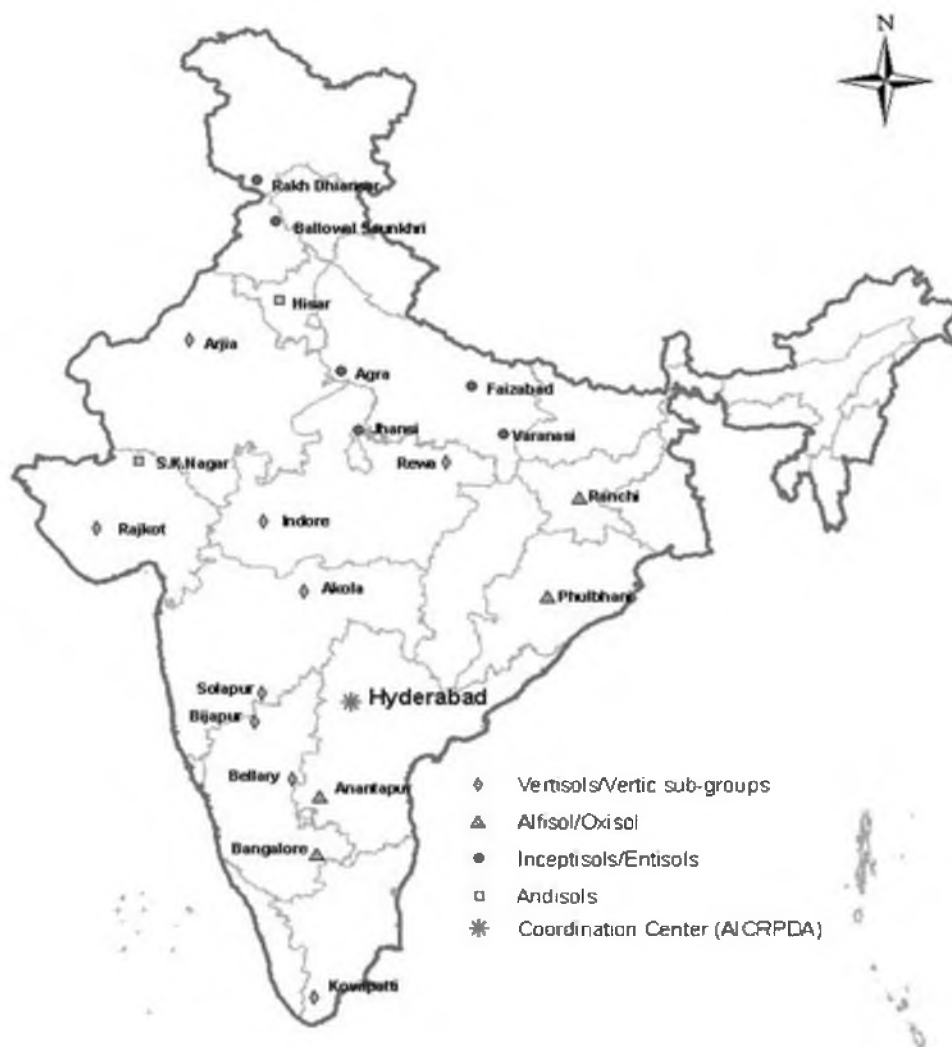 N
Rakh Dhiansar
Ballowal Saunkhri
Hisar
Arjia
Agra
Faizabad
Jhansi
Varanasi
S.K.Nagar
Rewa
Ranchi
Rajkot
Indore
Akola
Phulbhani
Solapur
Hyderabad
Bijapur
Bellary
Anantapur
Vertisols/Vertic sub-groups
Alfisol/Oxisol
Bangalore
Inceptisols/Entisols
Andisols
Coordination Center (AICRPDA)
Kovilpatti